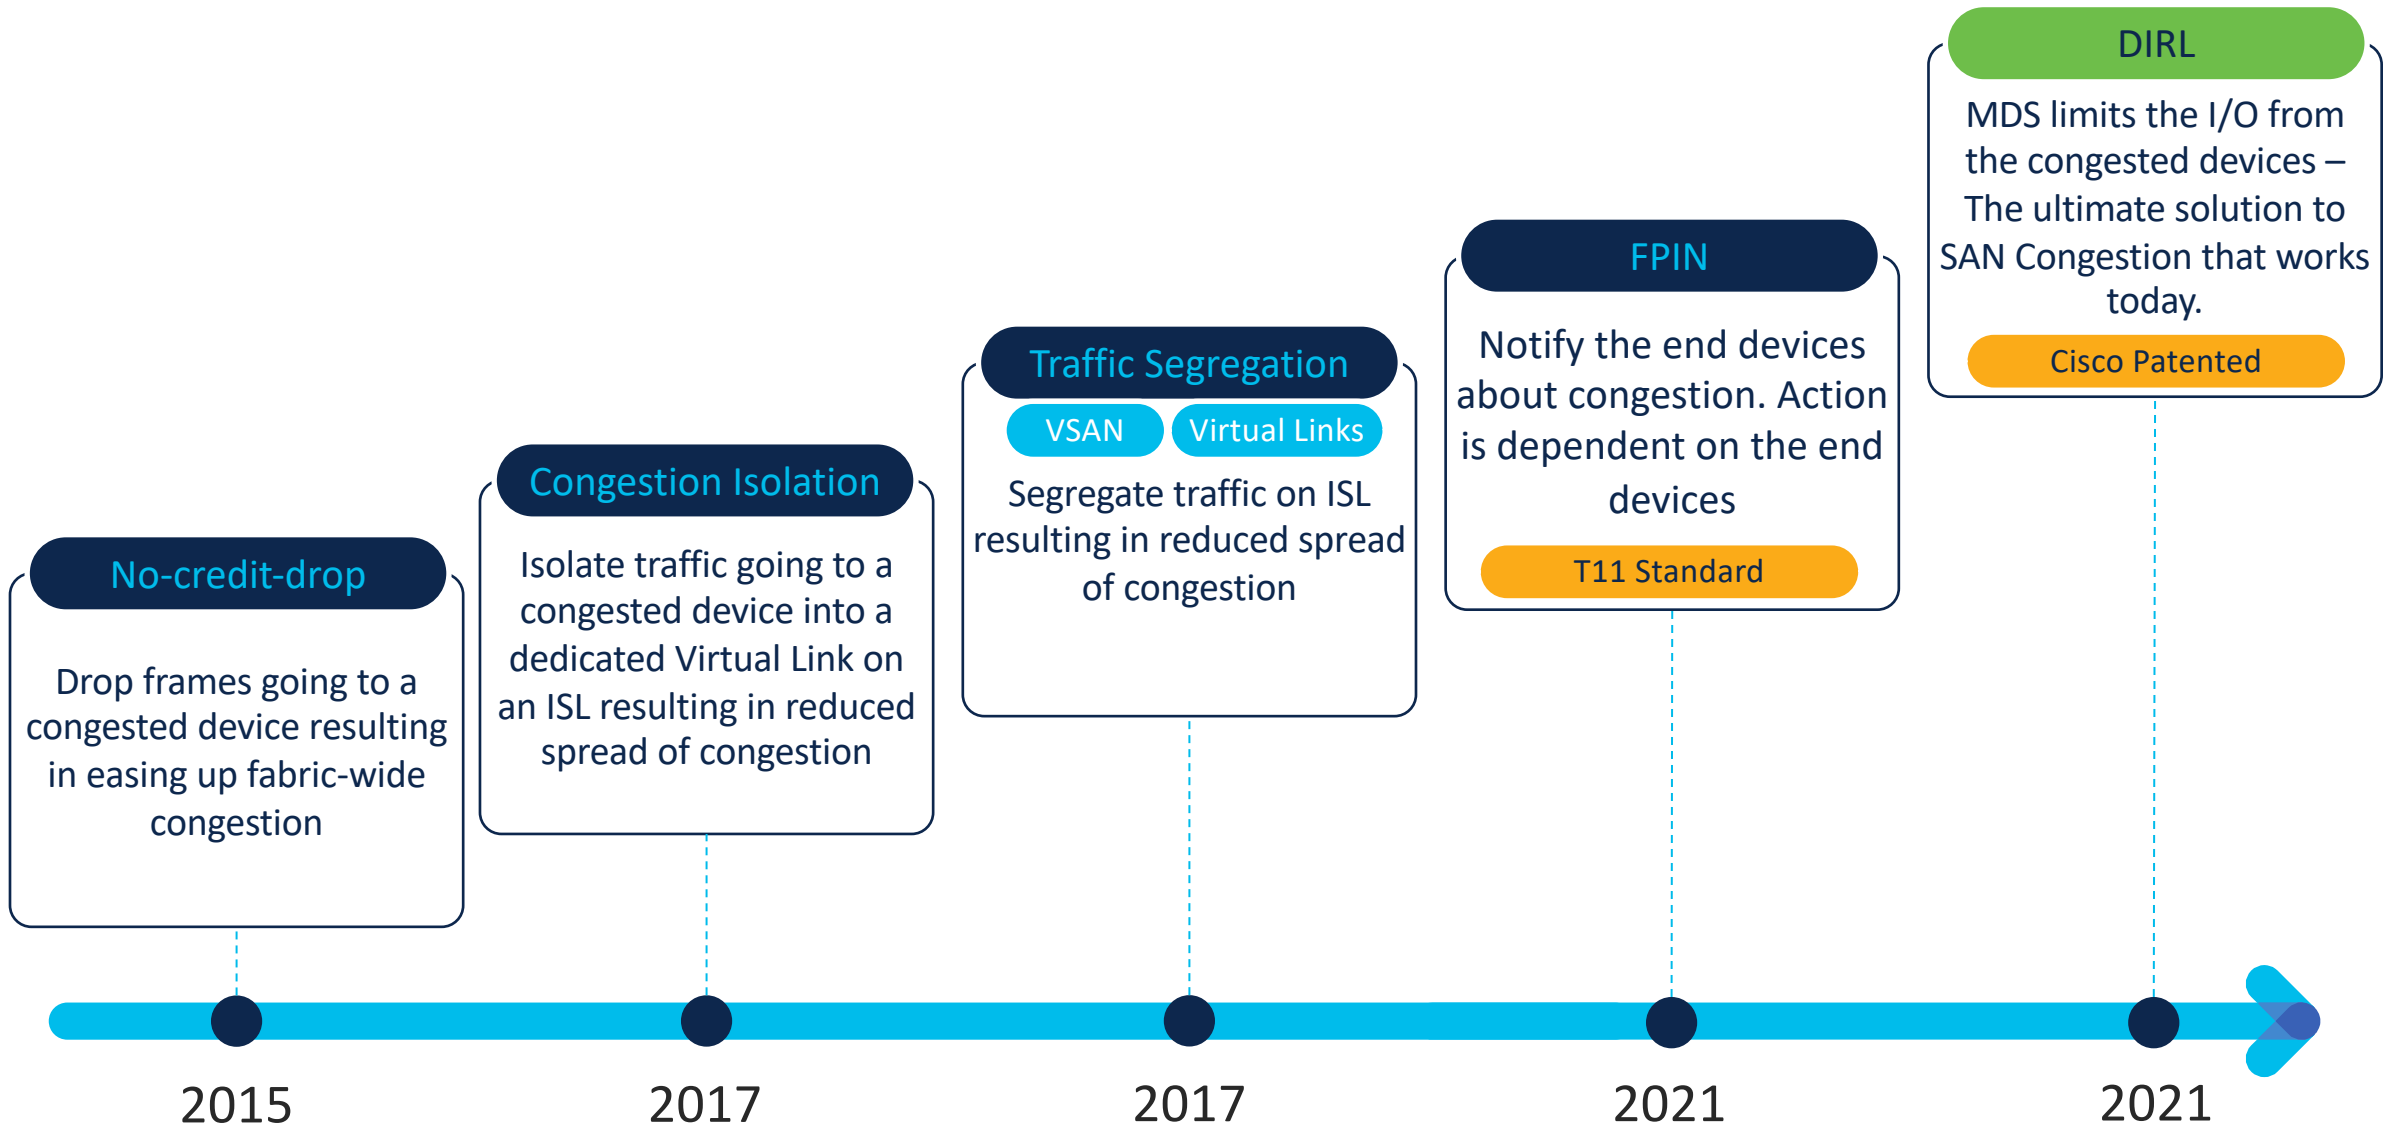 No-credit-drop
Drop frames going to a
congested device resulting
in easing up fabric-wide
congestion
Congestion Isolation
Isolate traffic going to a
congested device into a
dedicated Virtual Link on
an ISL resulting in reduced
spread of congestion
Traffic Segregation
VSAN
Virtual Links
Segregate traffic on ISL
resulting in reduced spread
of congestion
FPIN
Notify the end devices
about congestion. Action
is dependent on the end
devices
T11 Standard
DIRL
MDS limits the I/O from
the congested devices –
The ultimate solution to
SAN Congestion that works
today.
Cisco Patented
2015
2017
2017
2021
2021